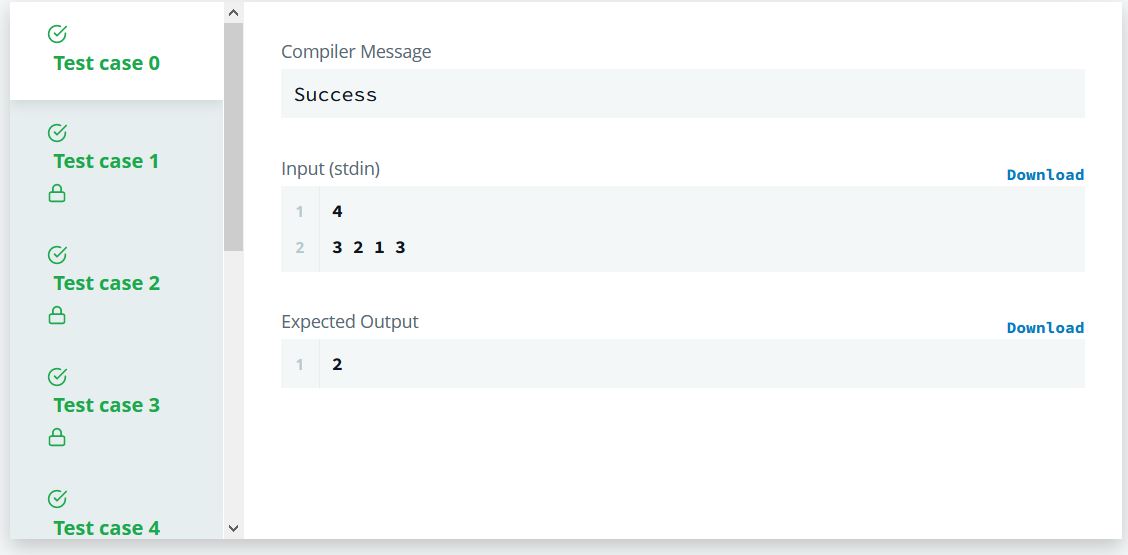 Test case 0
Test case 1
Test case 2
Test case 3
Test case 4
Compiler Message
Success
Input (stdin)
Download
1 4
2 3 2 1 3
Expected Output
Download
1 2